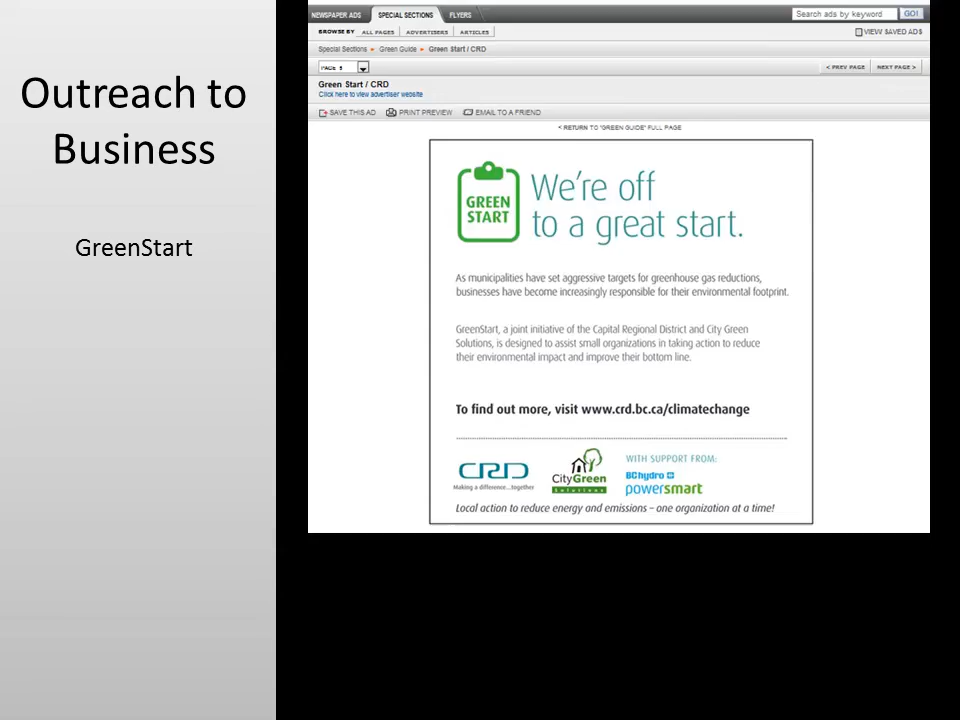 Outreach to
Business
GreenStart
NEWSPAPER ADS SPECIAL SECTIONS FLYERS Search ads by keyword GO!
BROWSE BY ALL PAGES ADVERTISERS ARTICLES VIEW SAVED ADS
Special Sections Green Guide Green Start / CRD
PAGE 5 < PREV PAGE NEXT PAGE >
Green Start / CRD
Click here to view advertiser website
SAVE THIS AD PRINT PREVIEW EMAIL TO A FRIEND
< RETURN TO "GREEN GUIDE" FULL PAGE
GREEN
START
We're off
to a great start.
As municipalities have set aggressive targets for greenhouse gas reductions,
businesses have become increasingly responsible for their environmental footprint.
GreenStart, a joint initiative of the Capital Regional District and City Green
Solutions, is designed to assist small organizations in taking action to reduce
their environmental impact and improve their bottom line.
To find out more, visit www.crd.bc.ca/climatechange
CRD
Making a difference...together
CityGreen
Solutions
WITH SUPPORT FROM:
BChydro
powersmart
Local action to reduce energy and emissions – one organization at a time!